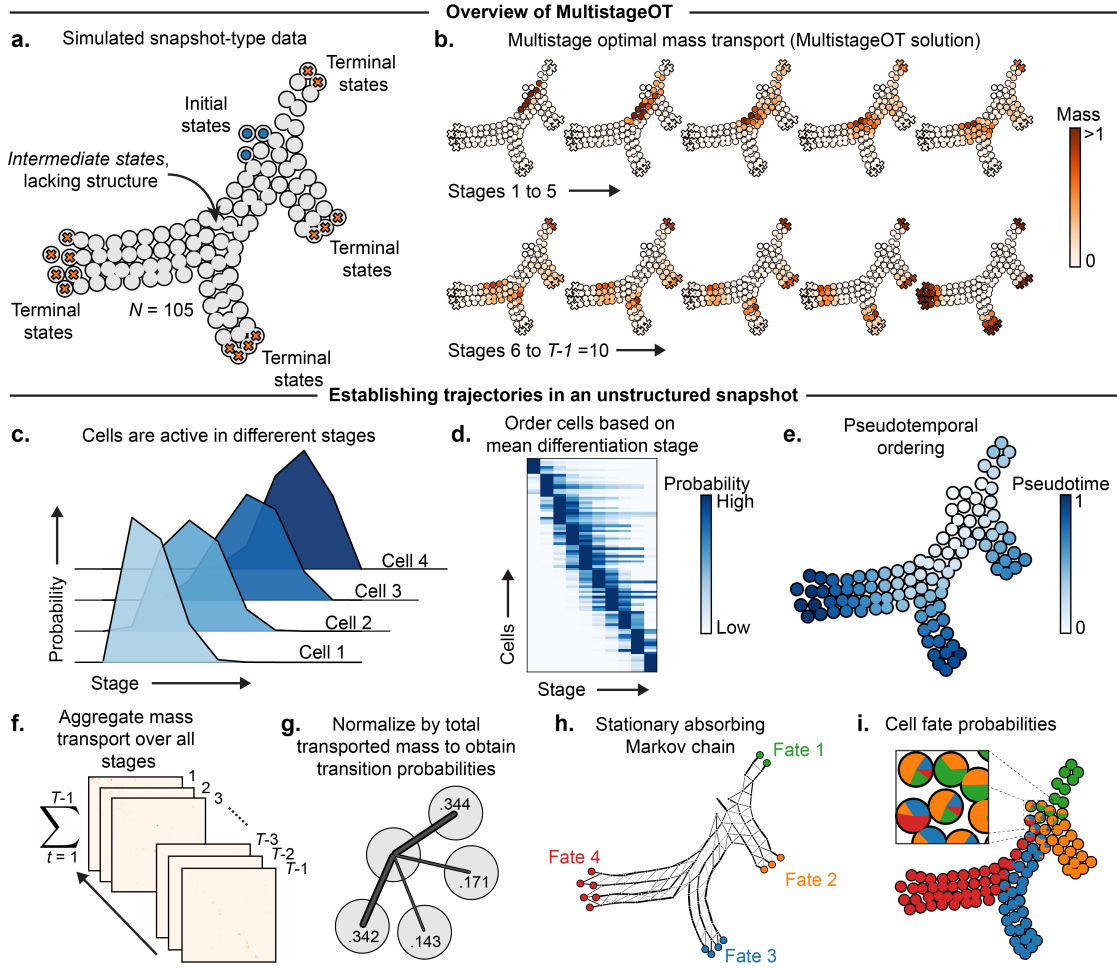 Overview of MultistageOT
a.
Simulated snapshot-type data
Terminal
states
Initial
states
Intermediate states,
lacking structure
Terminal
states
Terminal
states
N = 105
Terminal
states
b.
Multistage optimal mass transport (MultistageOT solution)
Stages 1 to 5
Stages 6 to T-1 =10
Mass
>1
0
Establishing trajectories in an unstructured snapshot
c.
Cells are active in differerent stages
Probability
Cell 4
Cell 3
Cell 2
Cell 1
Stage
d.
Order cells based on
mean differentiation stage
Cells
Stage
Probability
High
Low
e.
Pseudotemporal
ordering
Pseudotime
1
0
f.
Aggregate mass
transport over all
stages
T-1
∑
t = 1
1
2
3
T-3
T-2
T-1
g.
Normalize by total
transported mass to obtain
transition probabilities
.344
.171
.143
.342
h.
Stationary absorbing
Markov chain
Fate 1
Fate 2
Fate 3
Fate 4
i.
Cell fate probabilities